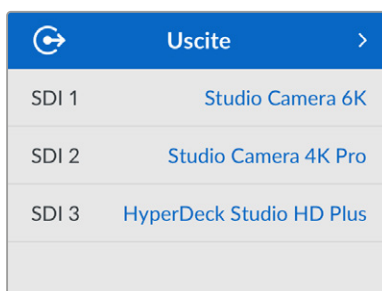 Uscite
SDI 1 Studio Camera 6K
SDI 2 Studio Camera 4K Pro
SDI 3 HyperDeck Studio HD Plus